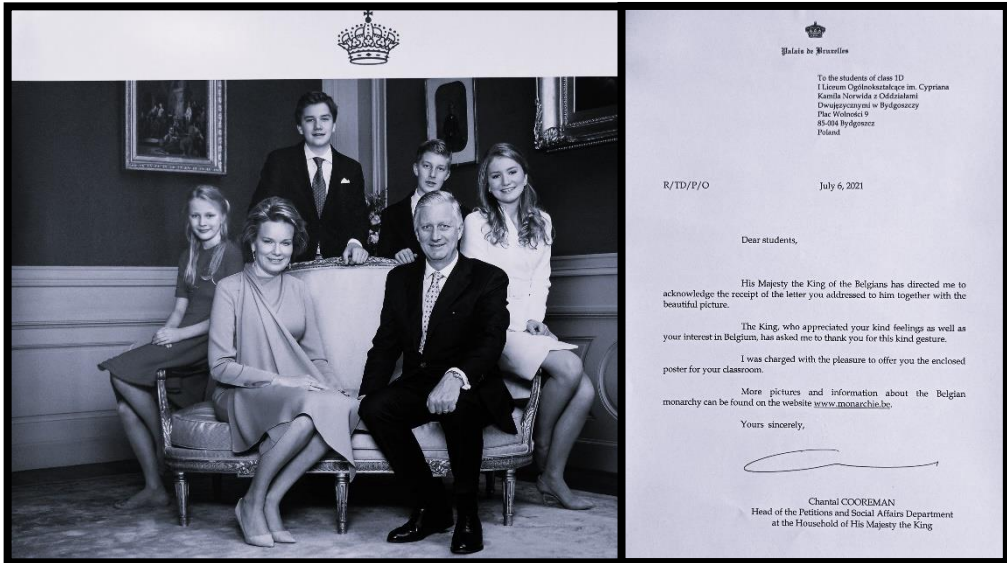 Palais de Bruxelles
To the students of class 1D
I Liceum Ogólnokształcące im. Cypriana
Kamila Norwida z Oddziałami
Dwujęzycznymi w Bydgoszczy
Plac Wolności 9
85-004 Bydgoszcz
Poland
R/TD/P/O July 6, 2021
Dear students,
His Majesty the King of the Belgians has directed me to
acknowledge the receipt of the letter you addressed to him together with the
beautiful picture.
The King, who appreciated your kind feelings as well as
your interest in Belgium, has asked me to thank you for this kind gesture.
I was charged with the pleasure to offer you the enclosed
poster for your classroom.
More pictures and information about the Belgian
monarchy can be found on the website www.monarchie.be.
Yours sincerely,
Chantal COOREMAN
Head of the Petitions and Social Affairs Department
at the Household of His Majesty the King